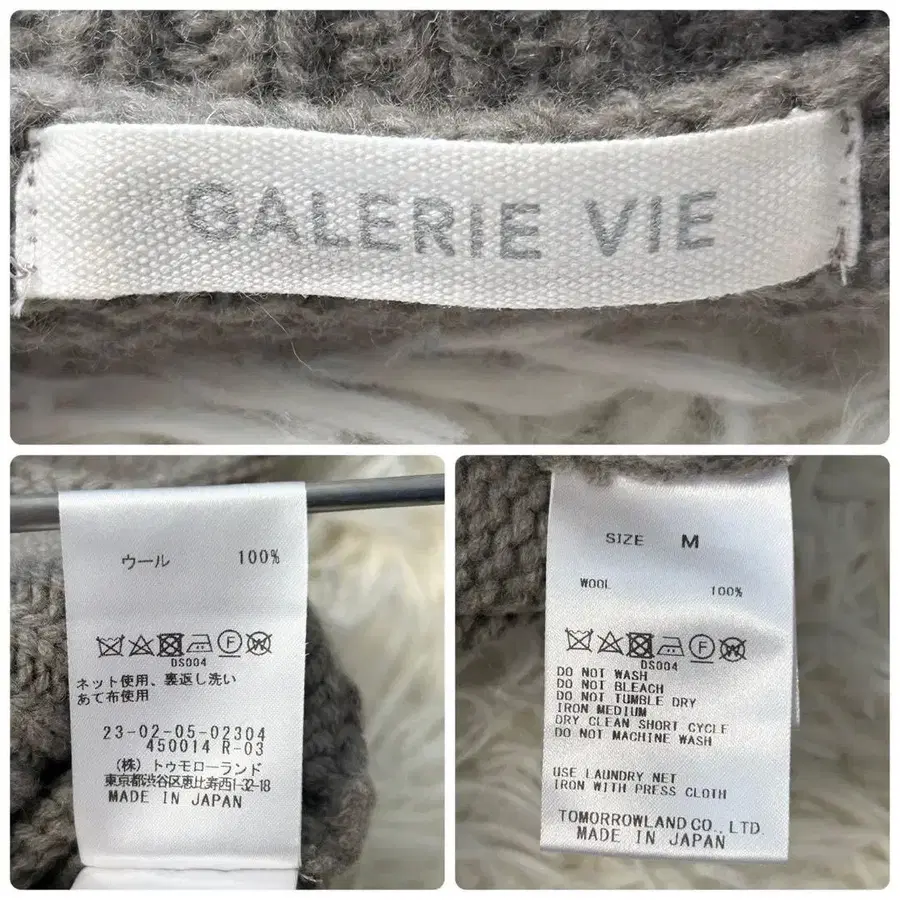 GALERIE VIE
ウール 100%
DS004
ネット使用、裏返し洗い
あて布使用
23-02-05-02304
450014 R-03
(株) トゥモローランド
東京都渋谷区恵比寿西1-32-18
MADE IN JAPAN
SIZE M
WOOL 100%
DS004
DO NOT WASH
DO NOT BLEACH
DO NOT TUMBLE DRY
IRON MEDIUM
DRY CLEAN SHORT CYCLE
DO NOT MACHINE WASH
USE LAUNDRY NET
IRON WITH PRESS CLOTH
TOMORROWLAND CO., LTD.
MADE IN JAPAN